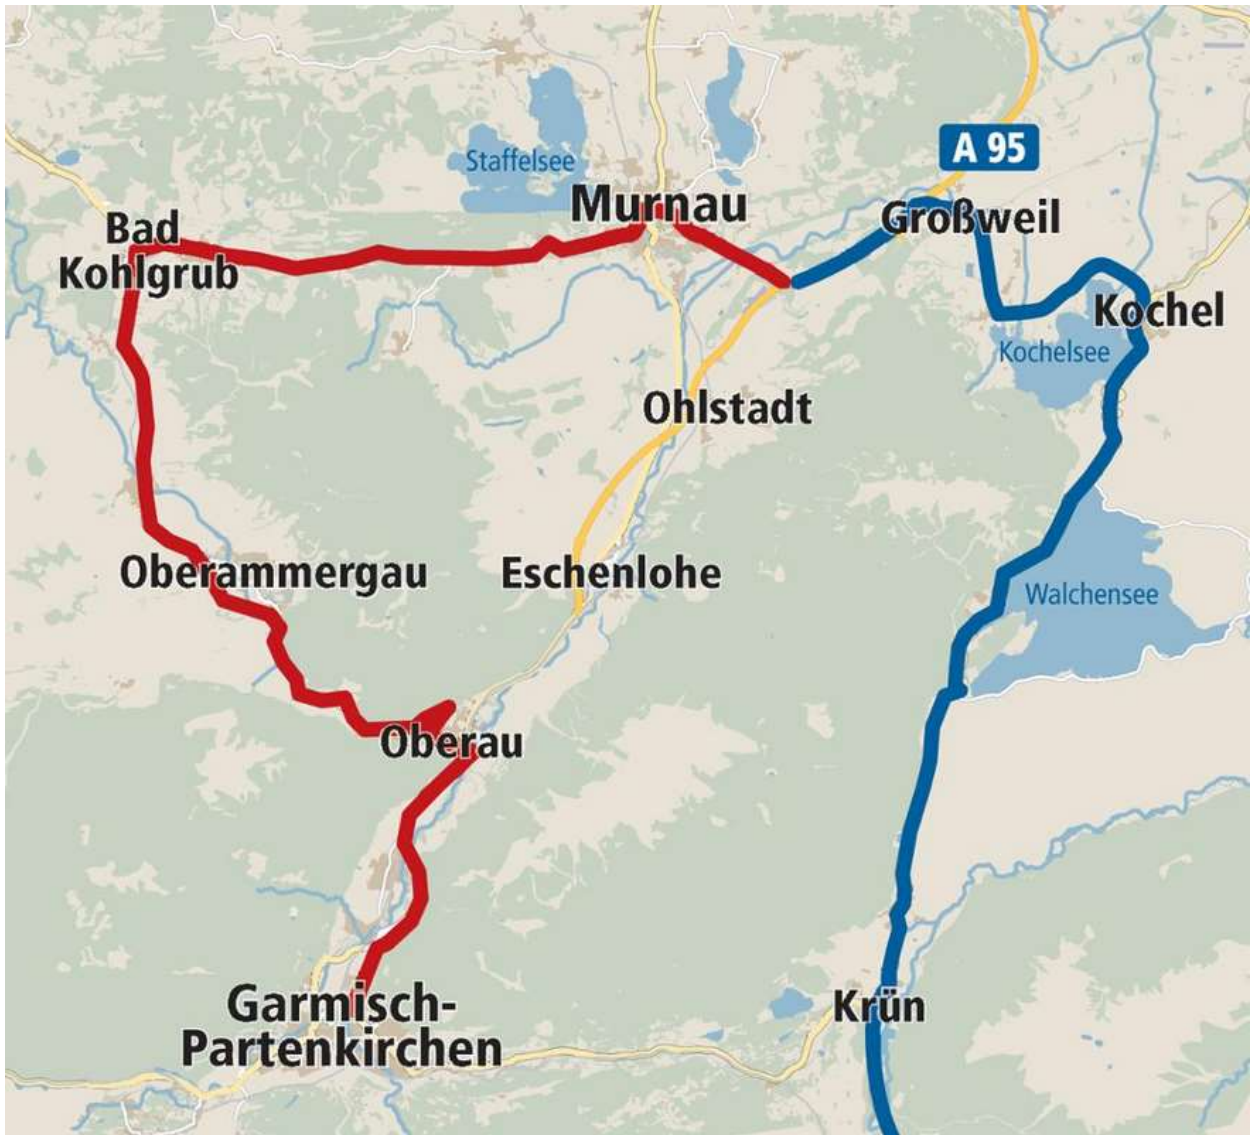 A 95
Staffelsee
Murnau
Großweil
Bad
Kohlgrub
Kochel
Kochelsee
Ohlstadt
Oberammergau
Eschenlohe
Walchensee
Oberau
Garmisch-
Partenkirchen
Krün